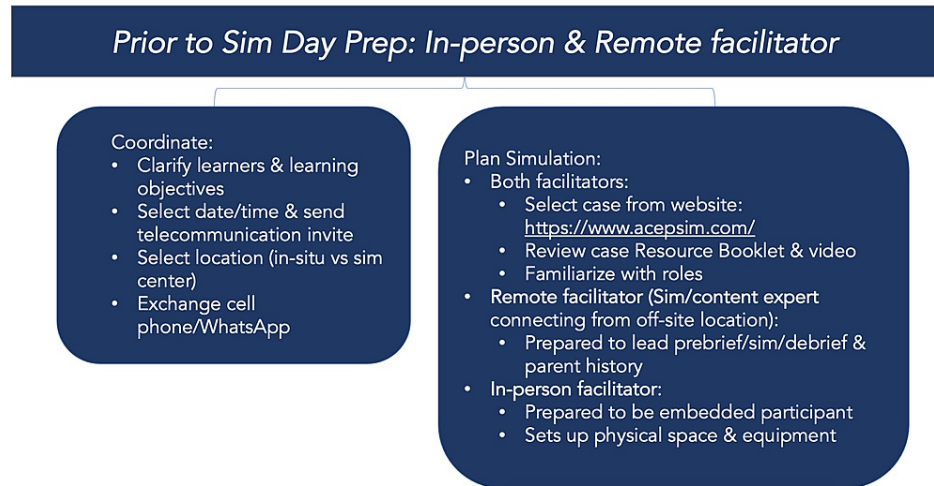 Prior to Sim Day Prep: In-person & Remote facilitator
Coordinate:
• Clarify learners & learning
objectives
• Select date/time & send
telecommunication invite
• Select location (in-situ vs sim
center)
• Exchange cell
phone/WhatsApp
Plan Simulation:
• Both facilitators:
• Select case from website:
https://www.acepsim.com/
• Review case Resource Booklet & video
• Familiarize with roles
• Remote facilitator (Sim/content expert
connecting from off-site location):
• Prepared to lead prebrief/sim/debrief &
parent history
• In-person facilitator:
• Prepared to be embedded participant
• Sets up physical space & equipment